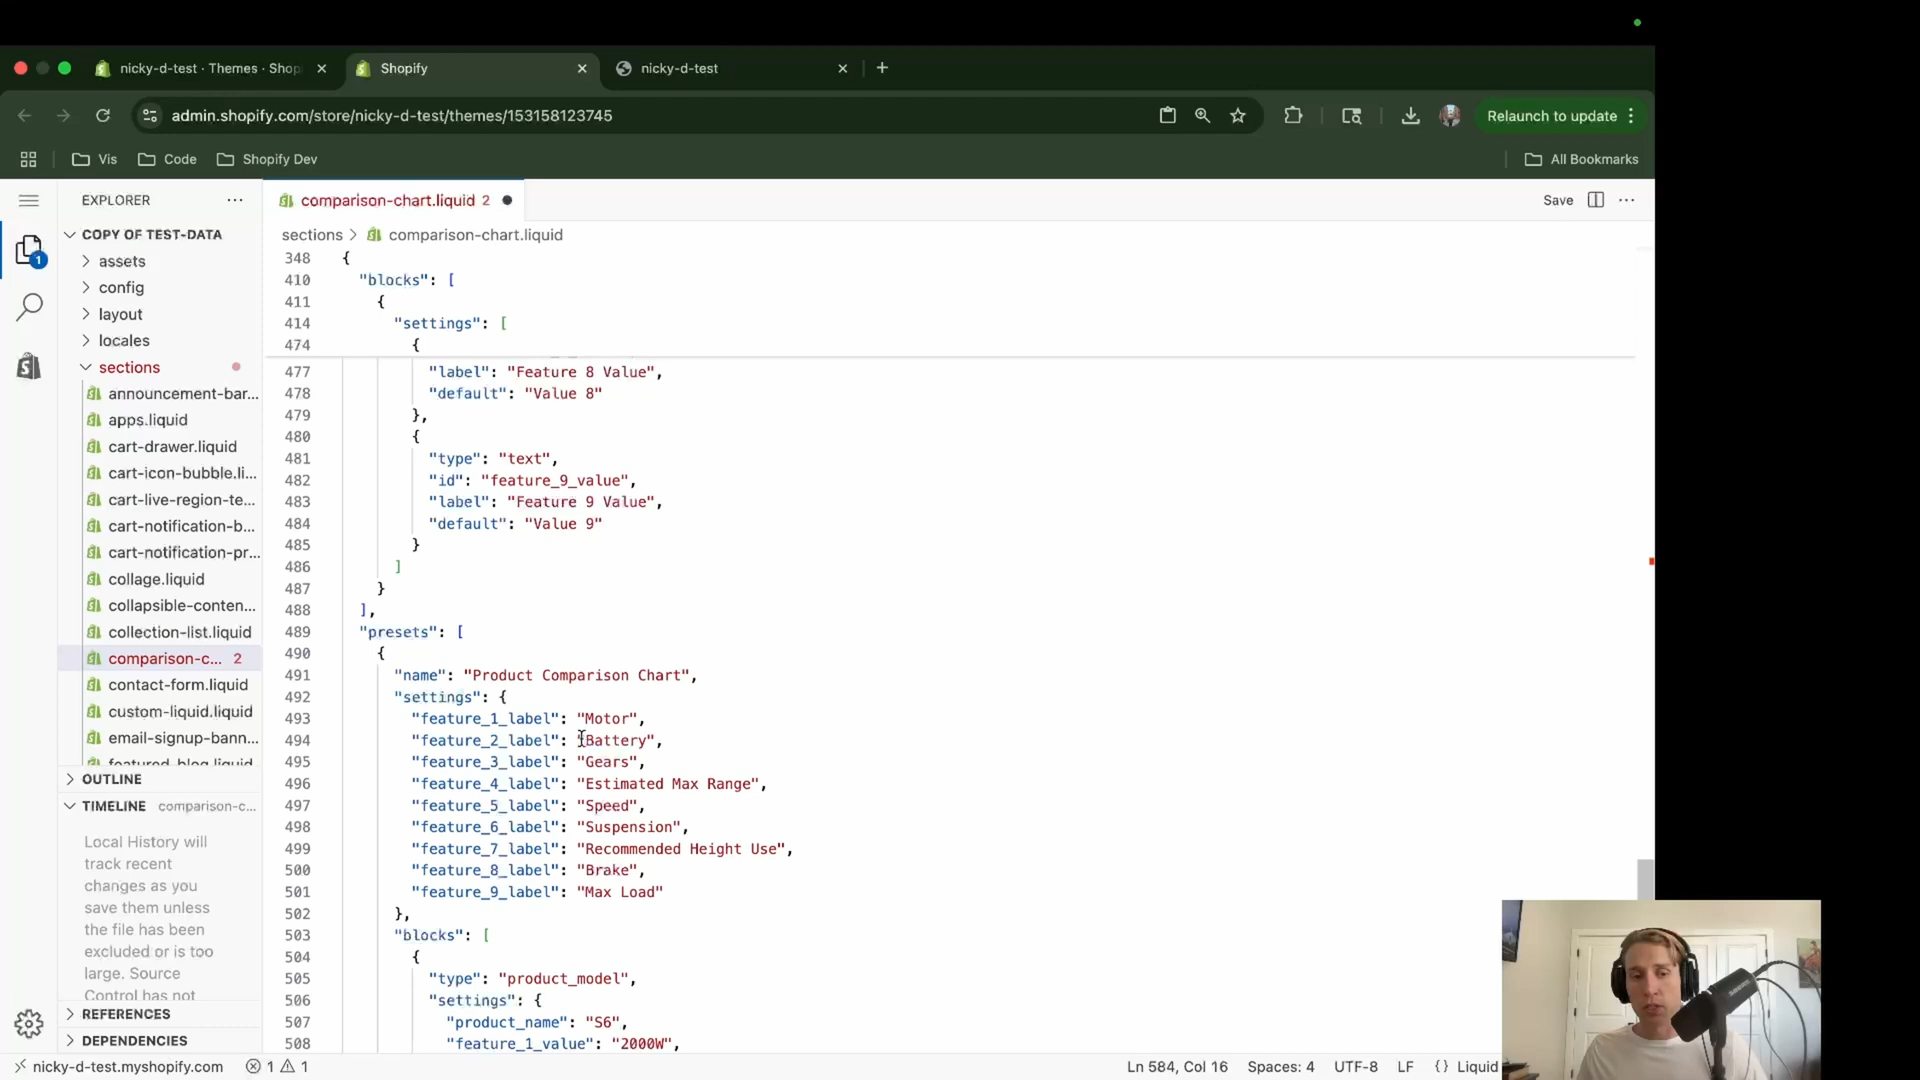 nicky-d-test · Themes · Shop
Shopify
nicky-d-test
admin.shopify.com/store/nicky-d-test/themes/153158123745
Relaunch to update
Vis
Code
Shopify Dev
All Bookmarks
EXPLORER
comparison-chart.liquid 2
Save
COPY OF TEST-DATA
assets
config
layout
locales
sections
announcement-bar...
apps.liquid
cart-drawer.liquid
cart-icon-bubble.li...
cart-live-region-te...
cart-notification-b...
cart-notification-pr...
collage.liquid
collapsible-conten...
collection-list.liquid
comparison-c... 2
contact-form.liquid
custom-liquid.liquid
email-signup-bann...
featured-blog.liquid
OUTLINE
TIMELINE comparison-c...
Local History will
track recent
changes as you
save them unless
the file has been
excluded or is too
large. Source
Control has not
REFERENCES
DEPENDENCIES
1
sections > comparison-chart.liquid
348 {
410 "blocks": [
411 {
414 "settings": [
474 {
477 "label": "Feature 8 Value",
478 "default": "Value 8"
479 },
480 {
481 "type": "text",
482 "id": "feature_9_value",
483 "label": "Feature 9 Value",
484 "default": "Value 9"
485 }
486 ]
487 }
488 ],
489 "presets": [
490 {
491 "name": "Product Comparison Chart",
492 "settings": {
493 "feature_1_label": "Motor",
494 "feature_2_label": "Battery",
495 "feature_3_label": "Gears",
496 "feature_4_label": "Estimated Max Range",
497 "feature_5_label": "Speed",
498 "feature_6_label": "Suspension",
499 "feature_7_label": "Recommended Height Use",
500 "feature_8_label": "Brake",
501 "feature_9_label": "Max Load"
502 },
503 "blocks": [
504 {
505 "type": "product_model",
506 "settings": {
507 "product_name": "S6",
508 "feature_1_value": "2000W",
nicky-d-test.myshopify.com 1 1
Ln 584, Col 16 Spaces: 4 UTF-8 LF {} Liquid